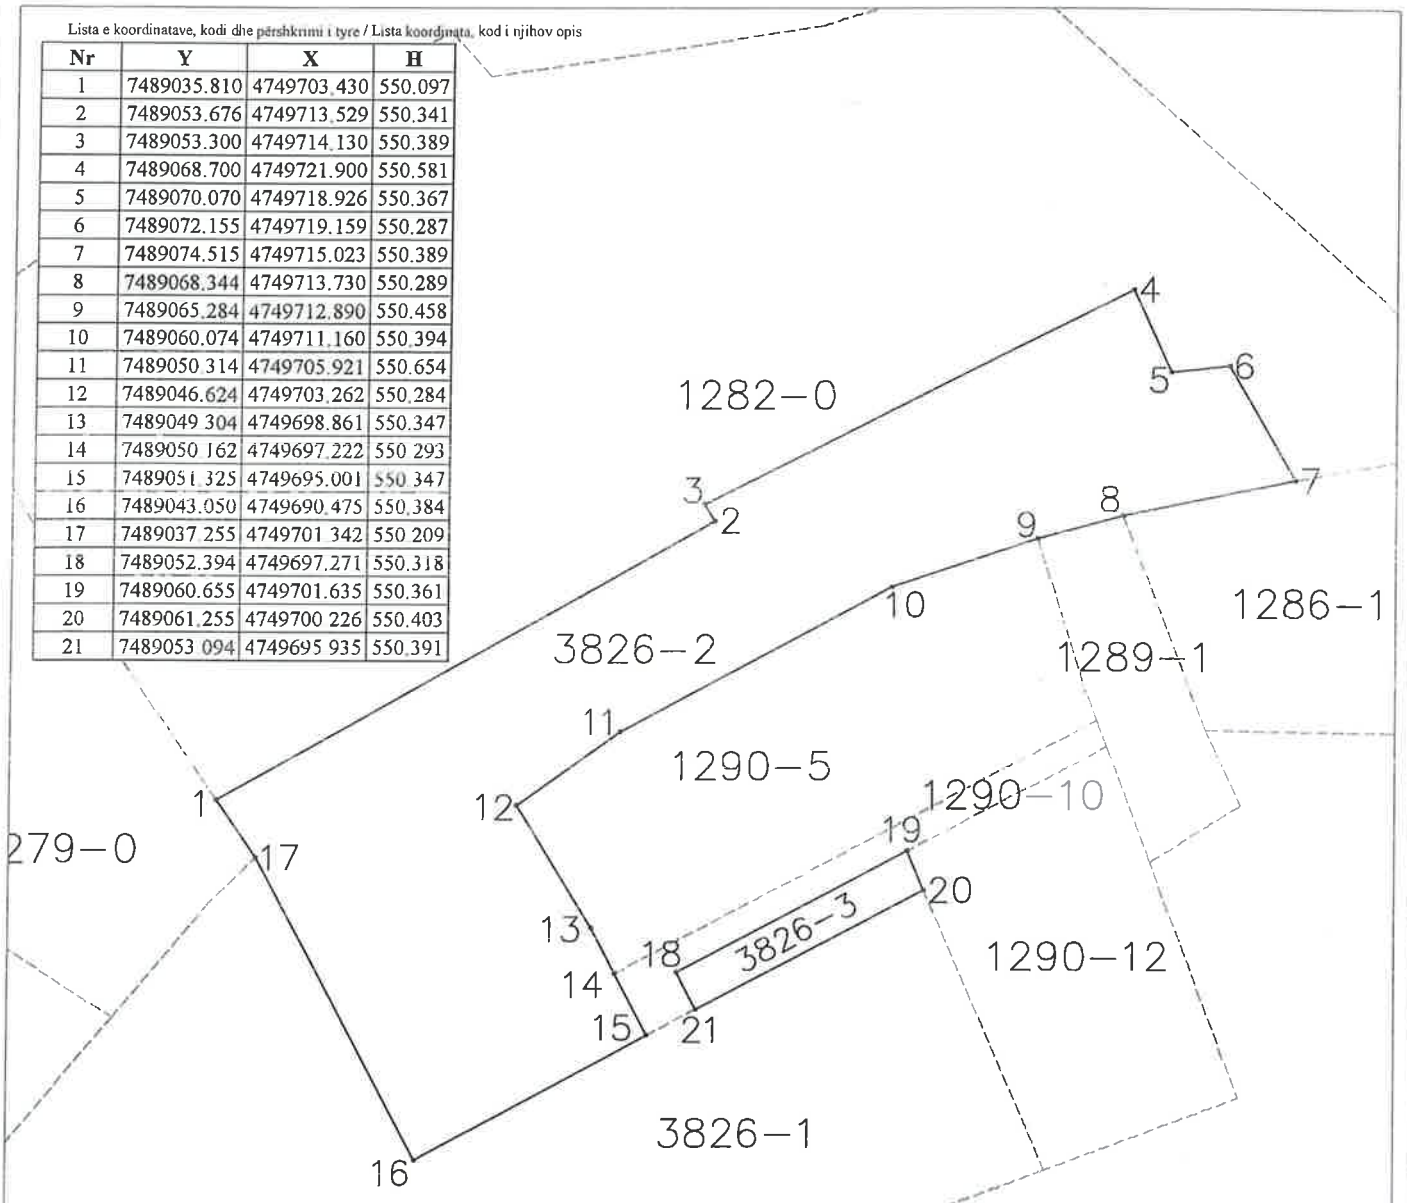 Lista e koordinatave, kodi dhe përshkrimi i tyre / Lista koordinata, kod i njihov opis
Nr Y X H
1 7489035.810 4749703.430 550.097
2 7489053.676 4749713.529 550.341
3 7489053.300 4749714.130 550.389
4 7489068.700 4749721.900 550.581
5 7489070.070 4749718.926 550.367
6 7489072.155 4749719.159 550.287
7 7489074.515 4749715.023 550.389
8 7489068.344 4749713.730 550.289
9 7489065.284 4749712.890 550.458
10 7489060.074 4749711.160 550.394
11 7489050.314 4749705.921 550.654
12 7489046.624 4749703.262 550.284
13 7489049.304 4749698.861 550.347
14 7489050.162 4749697.222 550 293
15 7489051.325 4749695.001 550.347
16 7489043.050 4749690.475 550.384
17 7489037.255 4749701 342 550.209
18 7489052.394 4749697.271 550.318
19 7489060.655 4749701.635 550.361
20 7489061.255 4749700 226 550.403
21 7489053 094 4749695 935 550.391
4
1282-0
5 6
3
7
2
8
9
10
1286-1
3826-2
1289-1
11
1290-5
1
12
1290-10
19
279-0
17
20
13
3826-3
18
1290-12
14
15
21
3826-1
16